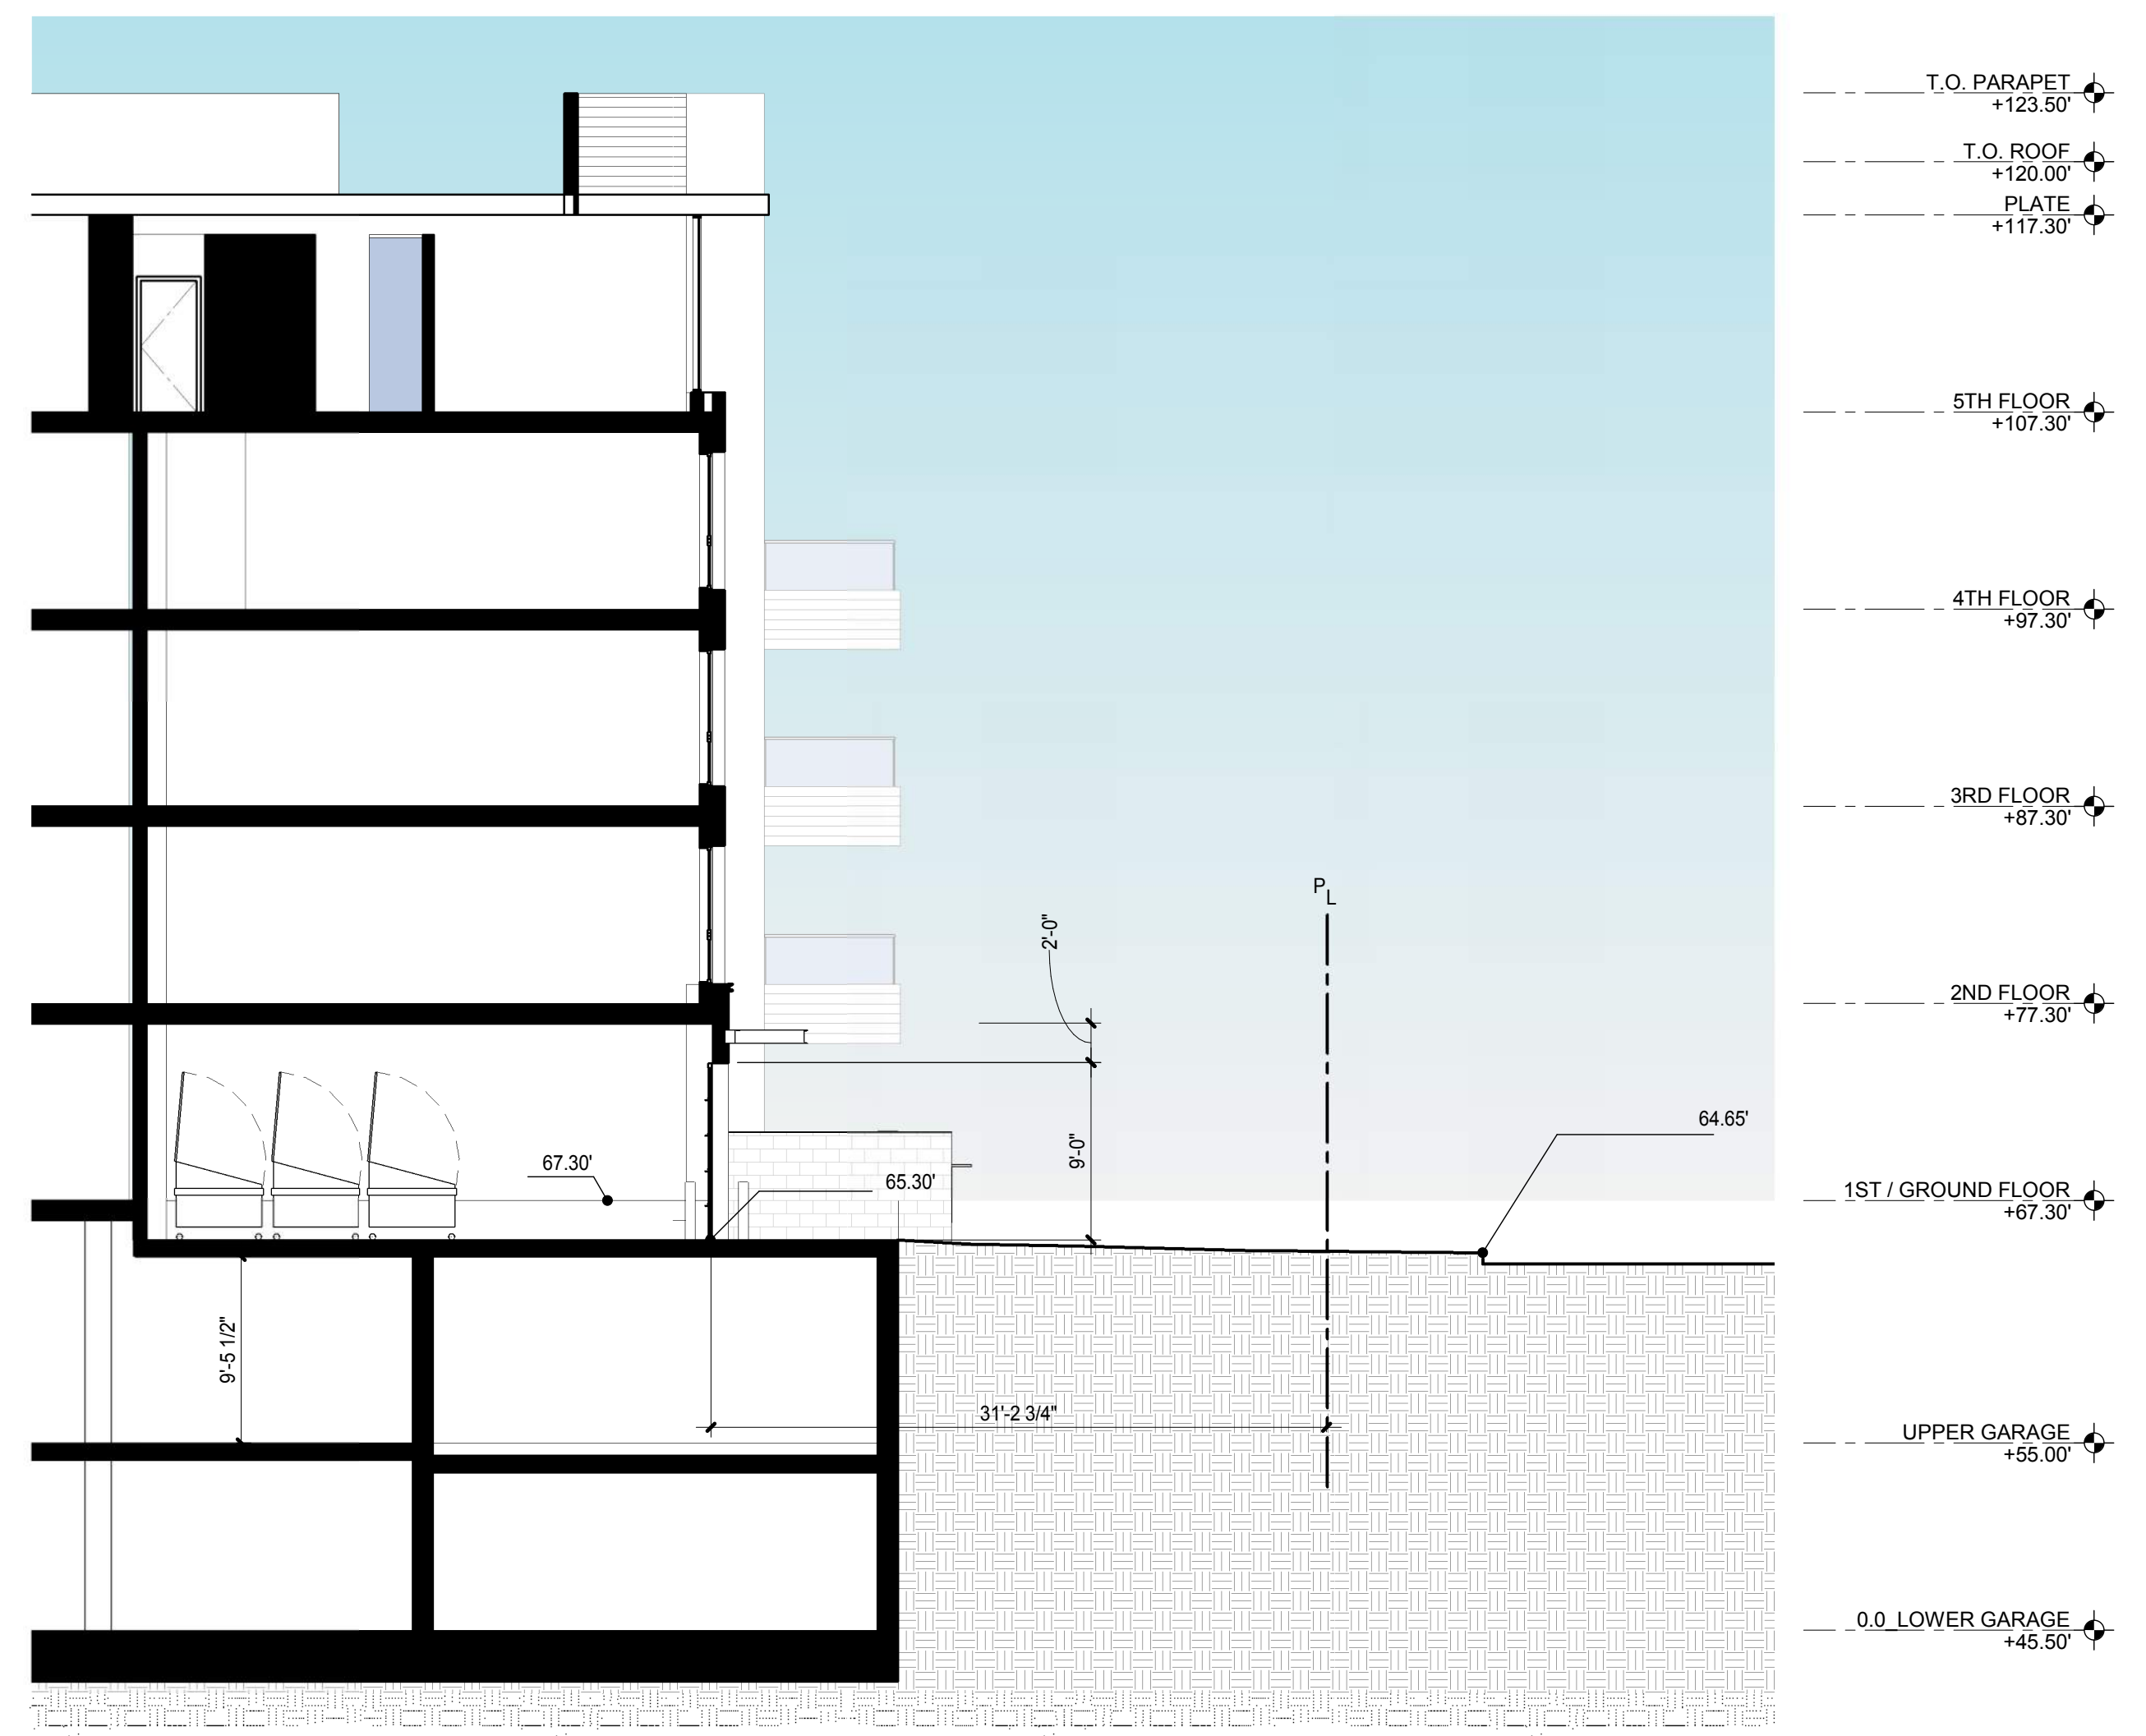 T.O. PARAPET
+123.50'
T.O. ROOF
+120.00'
PLATE
+117.30'
5TH FLOOR
+107.30'
4TH FLOOR
+97.30'
3RD FLOOR
+87.30'
PL
2'-0"
2ND FLOOR
+77.30'
64.65'
9'-0"
67.30'
65.30'
1ST / GROUND FLOOR
+67.30'
9'-5 1/2"
31'-2 3/4"
UPPER GARAGE
+55.00'
0.0_LOWER GARAGE
+45.50'